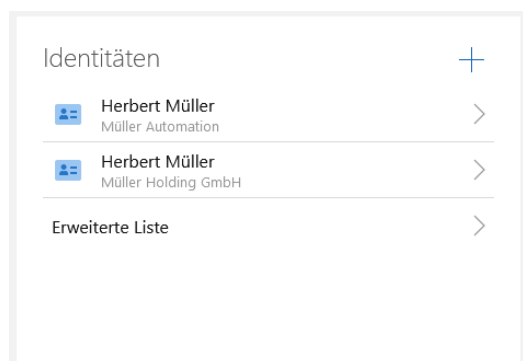 Identitäten
Herbert Müller
Müller Automation
Herbert Müller
Müller Holding GmbH
Erweiterte Liste